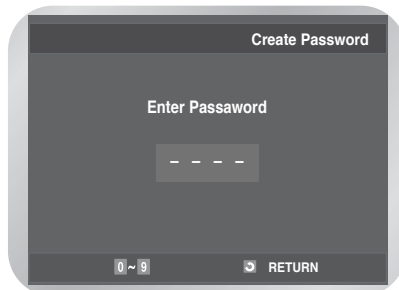 Create Password
Enter Passaword
– – – –
0 ~ 9 RETURN